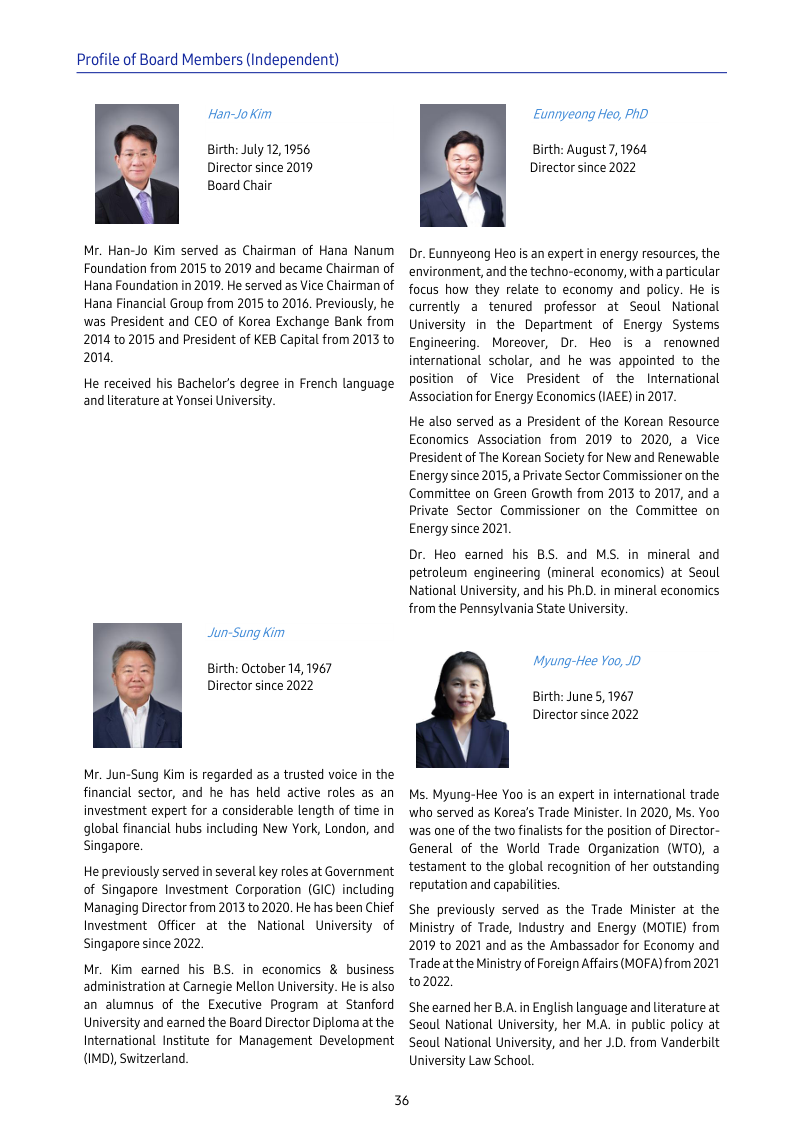 Profile of Board Members (Independent)
Han-Jo Kim
Birth: July 12, 1956
Director since 2019
Board Chair
Mr. Han-Jo Kim served as Chairman of Hana Nanum
Foundation from 2015 to 2019 and became Chairman of
Hana Foundation in 2019. He served as Vice Chairman of
Hana Financial Group from 2015 to 2016. Previously, he
was President and CEO of Korea Exchange Bank from
2014 to 2015 and President of KEB Capital from 2013 to
2014.
He received his Bachelor's degree in French language
and literature at Yonsei University.
Eunnyeong Heo, PhD
Birth: August 7, 1964
Director since 2022
Dr. Eunnyeong Heo is an expert in energy resources, the
environment, and the techno-economy, with a particular
focus how they relate to economy and policy. He is
currently a tenured professor at Seoul National
University in the Department of Energy Systems
Engineering. Moreover, Dr. Heo is a renowned
international scholar, and he was appointed to the
position of Vice President of the International
Association for Energy Economics (IAEE) in 2017.
He also served as a President of the Korean Resource
Economics Association from 2019 to 2020, a Vice
President of The Korean Society for New and Renewable
Energy since 2015, a Private Sector Commissioner on the
Committee on Green Growth from 2013 to 2017, and a
Private Sector Commissioner on the Committee on
Energy since 2021.
Dr. Heo earned his B.S. and M.S. in mineral and
petroleum engineering (mineral economics) at Seoul
National University, and his Ph.D. in mineral economics
from the Pennsylvania State University.
Jun-Sung Kim
Birth: October 14, 1967
Director since 2022
Mr. Jun-Sung Kim is regarded as a trusted voice in the
financial sector, and he has held active roles as an
investment expert for a considerable length of time in
global financial hubs including New York, London, and
Singapore.
He previously served in several key roles at Government
of Singapore Investment Corporation (GIC) including
Managing Director from 2013 to 2020. He has been Chief
Investment Officer at the National University of
Singapore since 2022.
Mr. Kim earned his B.S. in economics & business
administration at Carnegie Mellon University. He is also
an alumnus of the Executive Program at Stanford
University and earned the Board Director Diploma at the
International Institute for Management Development
(IMD), Switzerland.
Myung-Hee Yoo, JD
Birth: June 5, 1967
Director since 2022
Ms. Myung-Hee Yoo is an expert in international trade
who served as Korea's Trade Minister. In 2020, Ms. Yoo
was one of the two finalists for the position of Director-
General of the World Trade Organization (WTO), a
testament to the global recognition of her outstanding
reputation and capabilities.
She previously served as the Trade Minister at the
Ministry of Trade, Industry and Energy (MOTIE) from
2019 to 2021 and as the Ambassador for Economy and
Trade at the Ministry of Foreign Affairs (MOFA) from 2021
to 2022.
She earned her B.A. in English language and literature at
Seoul National University, her M.A. in public policy at
Seoul National University, and her J.D. from Vanderbilt
University Law School.
36